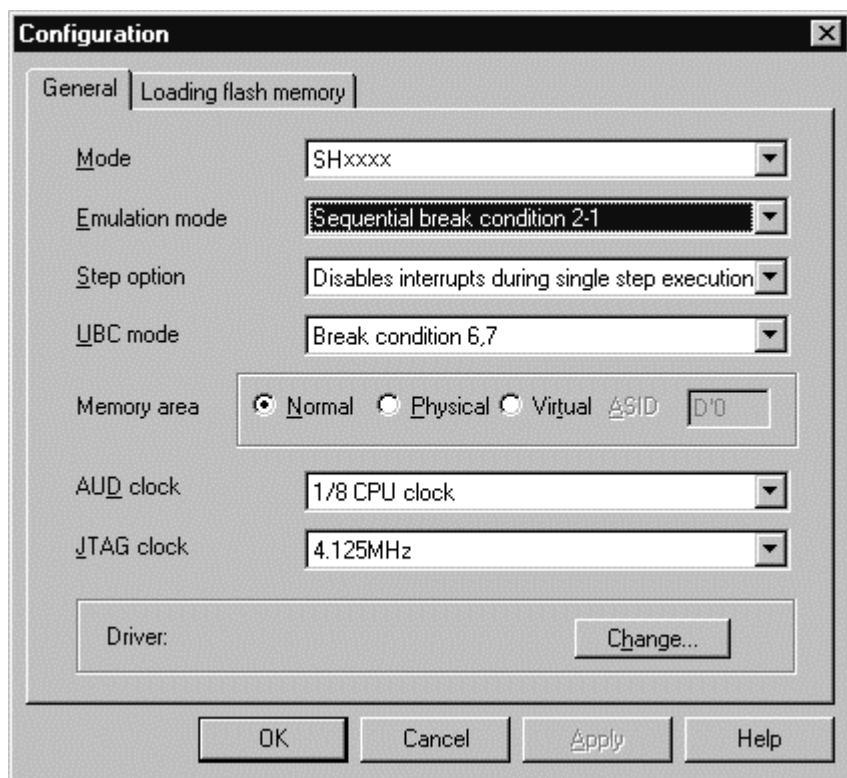 Configuration
General Loading flash memory
Mode SHxxxx
Emulation mode Sequential break condition 2-1
Step option Disables interrupts during single step execution
UBC mode Break condition 6,7
Memory area Normal Physical Virtual ASID D'0
AUD clock 1/8 CPU clock
JTAG clock 4.125MHz
Driver: Change...
OK Cancel Apply Help